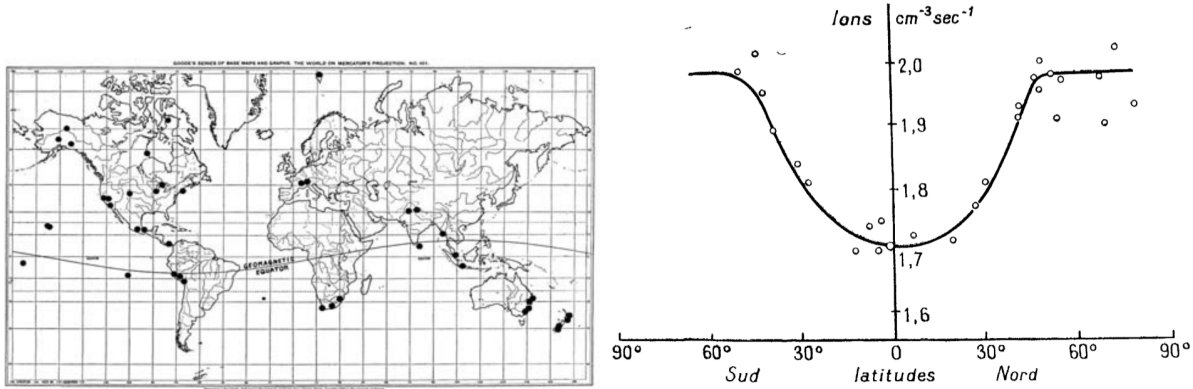 GOODE'S SERIES OF BASE MAPS AND GRAPHS. THE WORLD ON MERCATOR'S PROJECTION. NO. 101.
GEOMAGNETIC
EQUATOR
Ions cm⁻³ sec⁻¹
2,0
1,9
1,8
1,7
1,6
90° 60° 30° 0 30° 60° 90°
Sud latitudes Nord